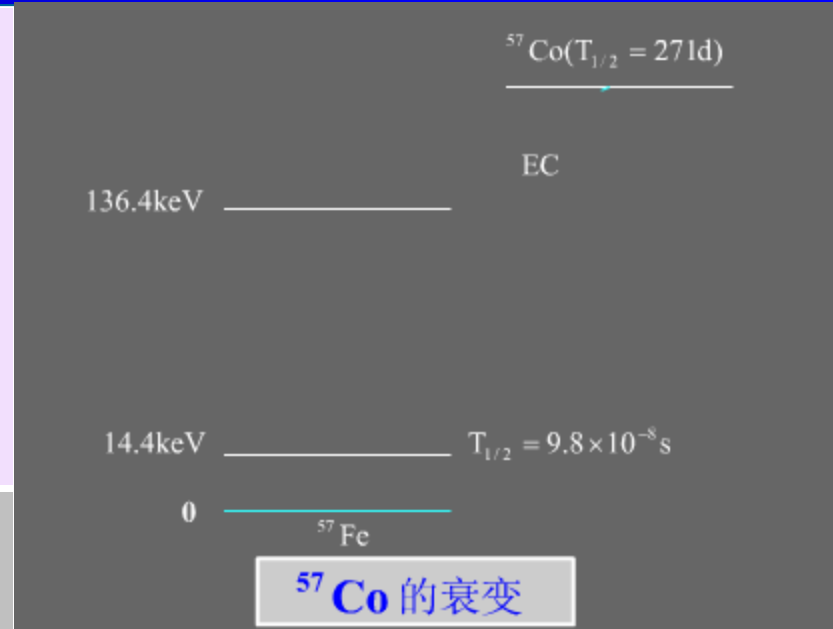 ⁵⁷Co(T₁/₂ = 271d)
EC
136.4keV
14.4keV T₁/₂ = 9.8×10⁻⁸s
0
⁵⁷Fe
⁵⁷Co 的衰变